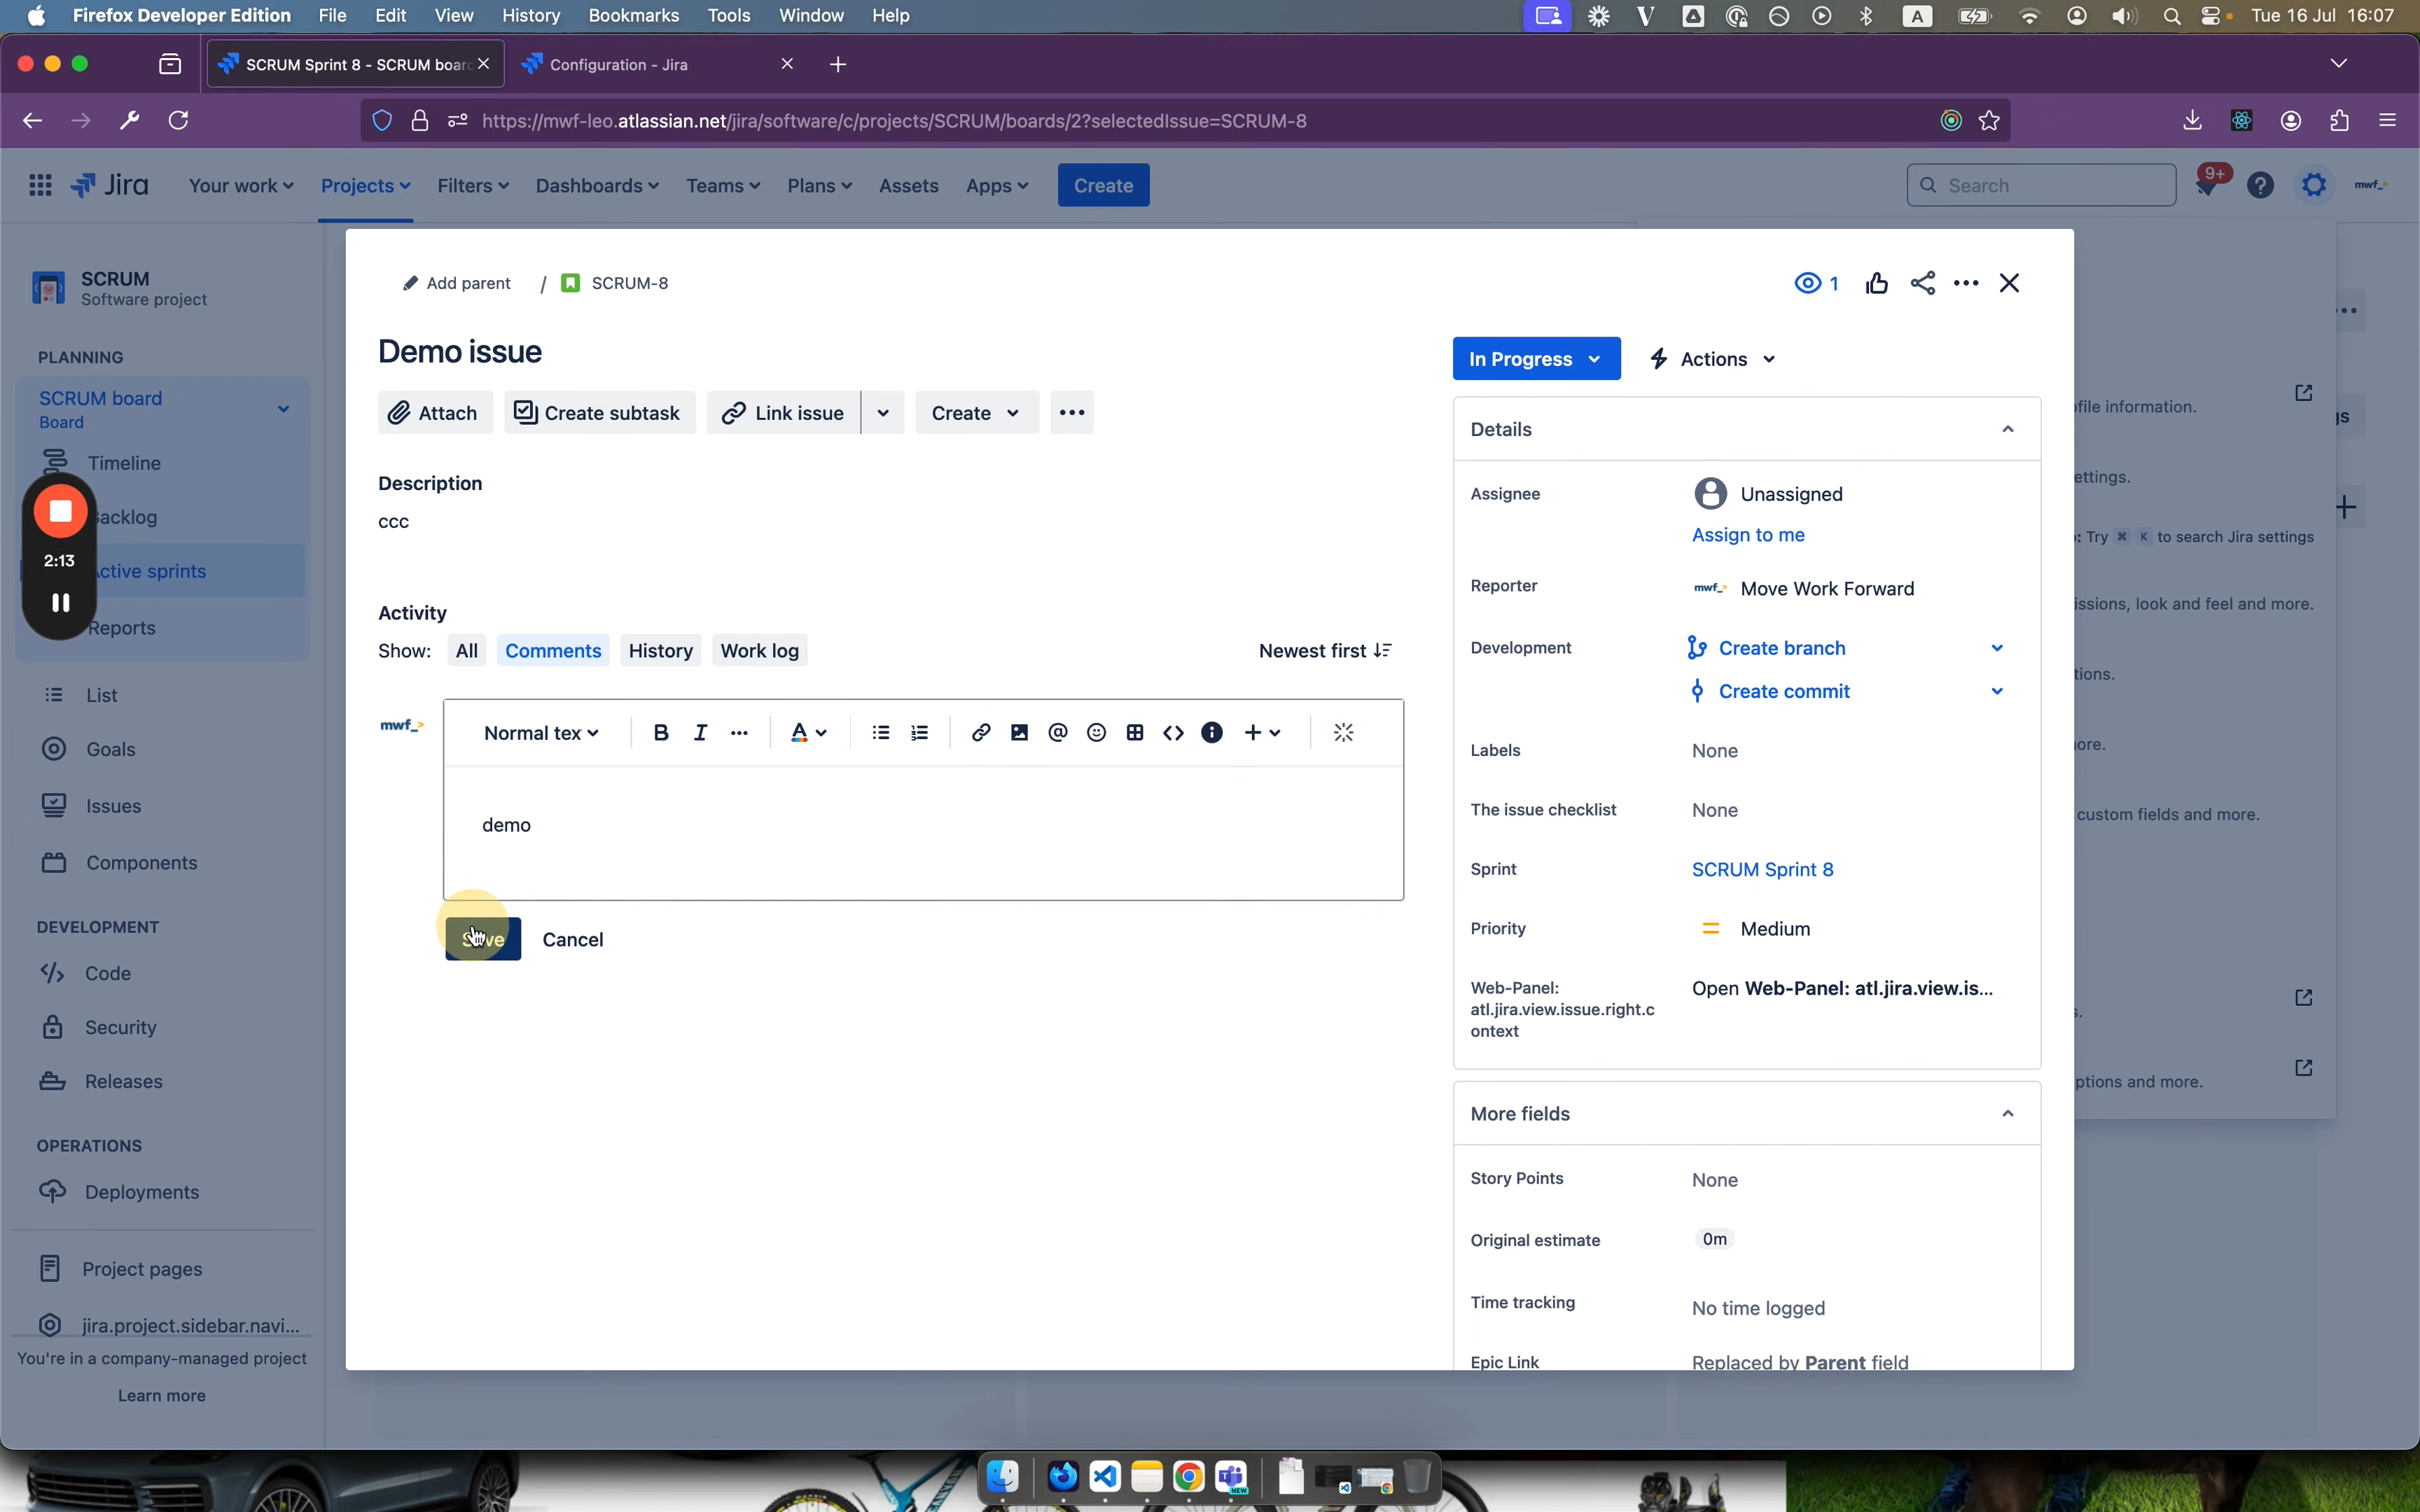 Firefox Developer Edition File Edit View History Bookmarks Tools Window Help A Tue 16 Jul 16:07
SCRUM Sprint 8 - SCRUM boar Configuration - Jira
https://mwf-leo.atlassian.net/jira/software/c/projects/SCRUM/boards/2?selectedIssue=SCRUM-8
Jira Your work Projects Filters Dashboards Teams Plans Assets Apps Create Search 9+ mwf_>
SCRUM
Software project
PLANNING
SCRUM board
Board
Timeline
acklog
2:13
ctive sprints
Reports
List
Goals
Issues
Components
DEVELOPMENT
Code
Security
Releases
OPERATIONS
Deployments
Project pages
jira.project.sidebar.navi...
You're in a company-managed project
Learn more
Add parent / SCRUM-8
1
Demo issue
Attach Create subtask Link issue Create
Description
ccc
Activity
Show: All Comments History Work log Newest first
mwf_>
Normal tex B I A
demo
Save Cancel
In Progress Actions
Details
Assignee Unassigned
Assign to me
Reporter mwf_> Move Work Forward
Development Create branch
Create commit
Labels None
The issue checklist None
Sprint SCRUM Sprint 8
Priority Medium
Web-Panel: atl.jira.view.issue.right.c ontext Open Web-Panel: atl.jira.view.is...
More fields
Story Points None
Original estimate 0m
Time tracking No time logged
Epic Link Replaced by Parent field
file information.
gs
ettings.
: Try ⌘ K to search Jira settings
issions, look and feel and more.
tions.
ore.
custom fields and more.
s.
ptions and more.
NEW